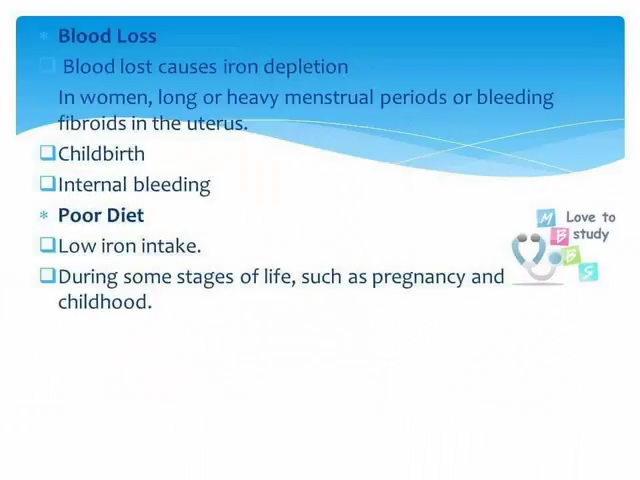 * Blood Loss
❑ Blood lost causes iron depletion
In women, long or heavy menstrual periods or bleeding
fibroids in the uterus.
❑Childbirth
❑Internal bleeding
* Poor Diet
❑Low iron intake.
❑During some stages of life, such as pregnancy and
childhood.
M B B S
Love to
study